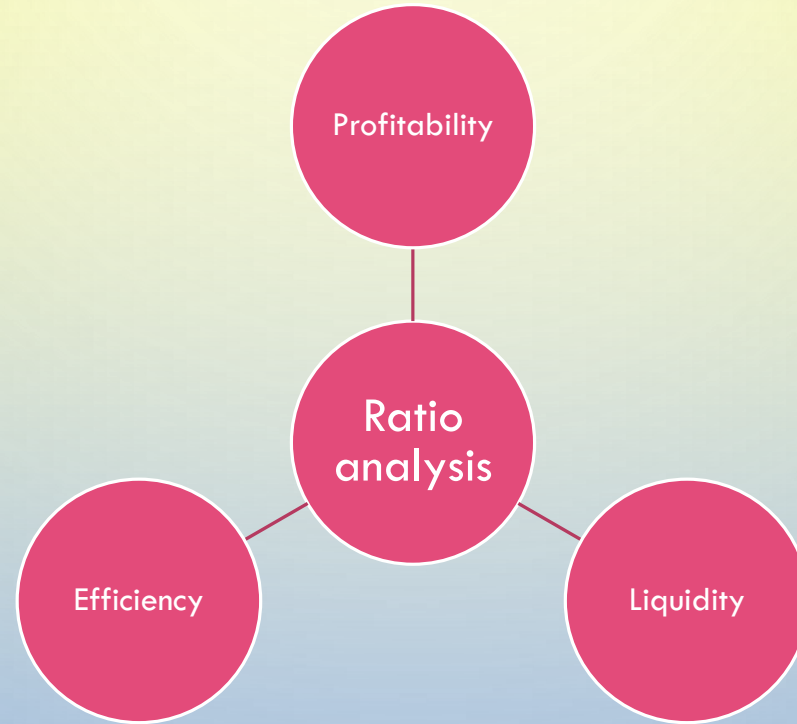 Profitability
Ratio
analysis
Efficiency
Liquidity